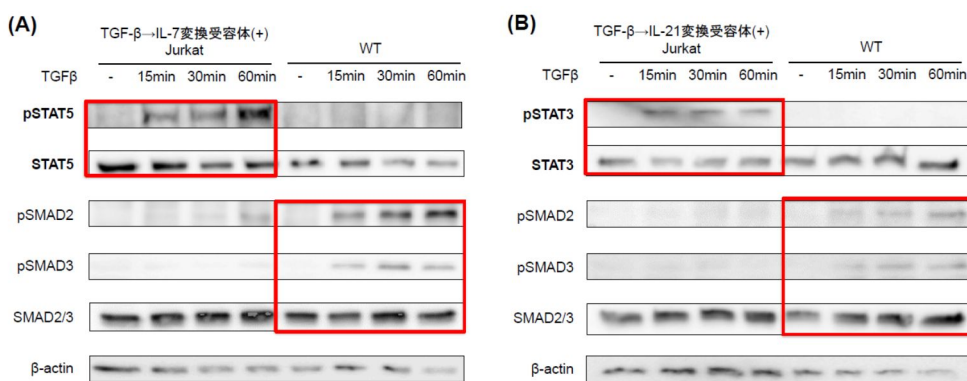 (A)
TGF-β→IL-7変換受容体(+)
Jurkat
WT
TGFβ
- 15min 30min 60min - 15min 30min 60min
pSTAT5
STAT5
pSMAD2
pSMAD3
SMAD2/3
β-actin
(B)
TGF-β→IL-21変換受容体(+)
Jurkat
WT
TGFβ
- 15min 30min 60min - 15min 30min 60min
pSTAT3
STAT3
pSMAD2
pSMAD3
SMAD2/3
β-actin